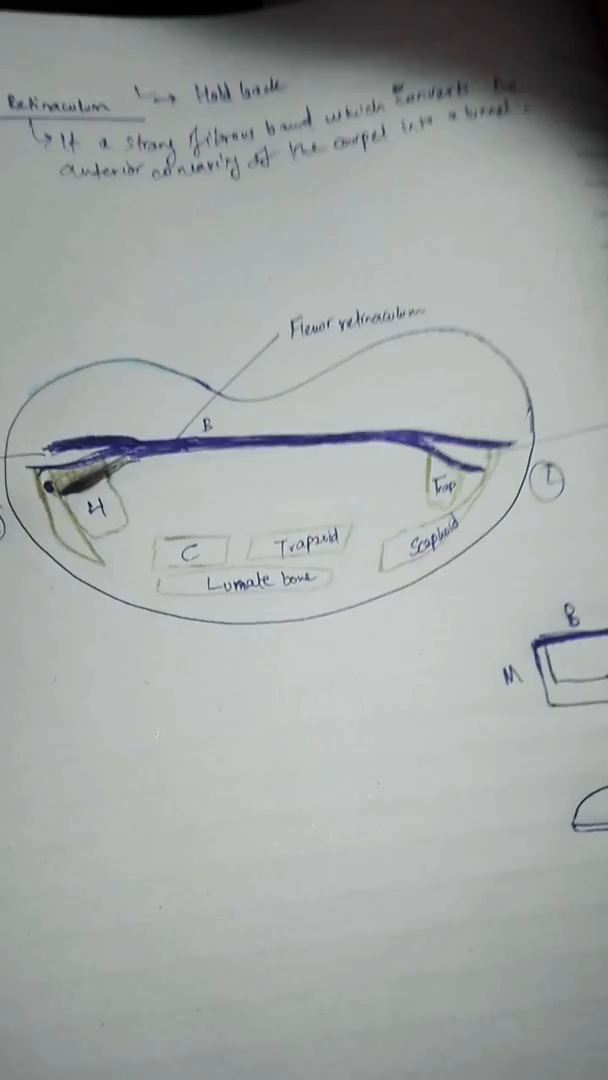 Retinaculum → Hold back
↳ It a strong fibrous band which converts the
anterior concavity of the carpel into a tunnel.
Flexor retinaculum
B
H
Trap
L
C
Trapzoid
Scaphoid
Lumate bone
B
M